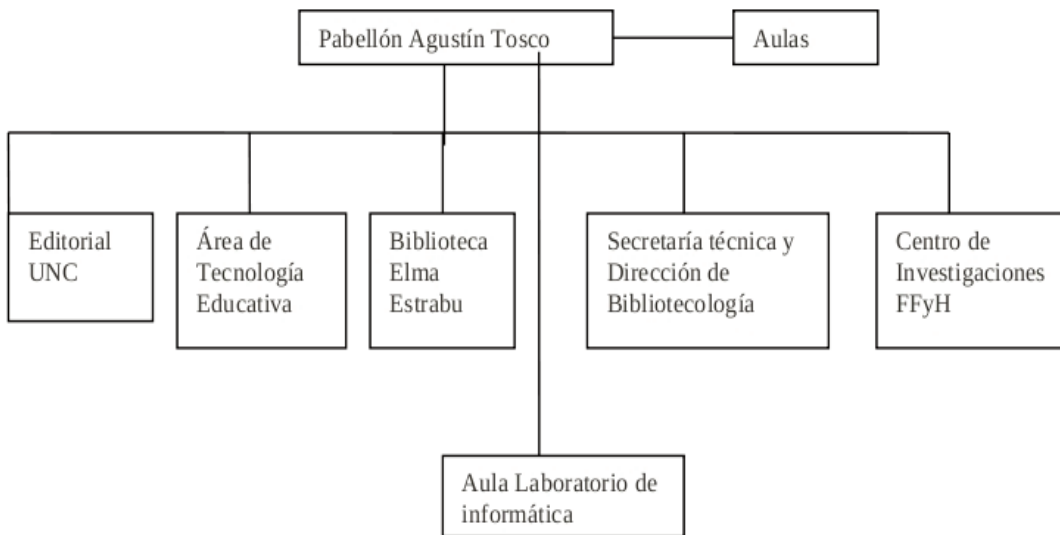 Pabellón Agustín Tosco
Aulas
Editorial
UNC
Área de
Tecnología
Educativa
Biblioteca
Elma
Estrabu
Secretaría técnica y
Dirección de
Bibliotecología
Centro de
Investigaciones
FFyH
Aula Laboratorio de
informática